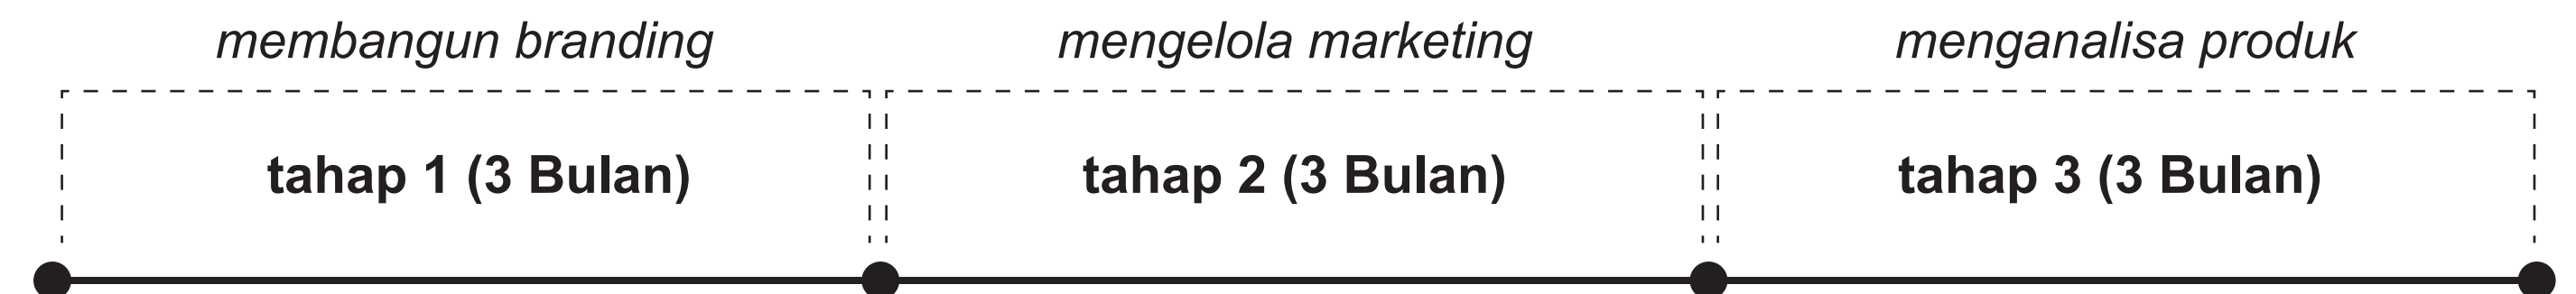 membangun branding
mengelola marketing
menganalisa produk
tahap 1 (3 Bulan)
tahap 2 (3 Bulan)
tahap 3 (3 Bulan)